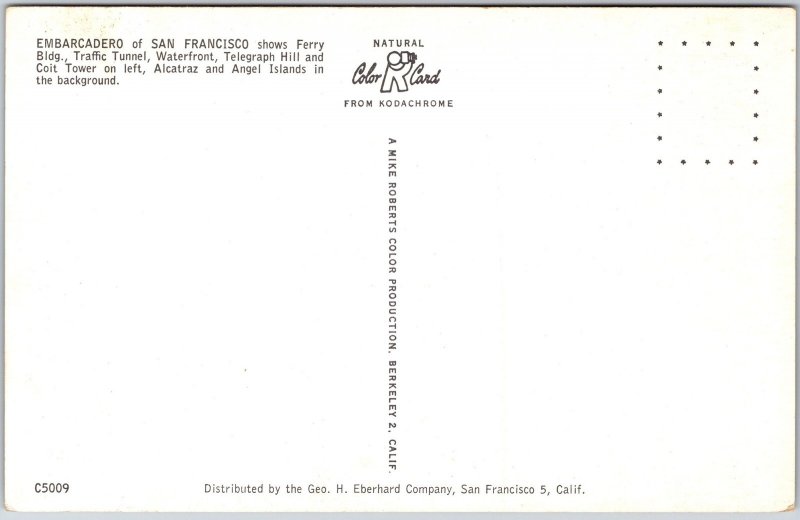 EMBARCADERO of SAN FRANCISCO shows Ferry
Bldg., Traffic Tunnel, Waterfront, Telegraph Hill and
Coit Tower on left, Alcatraz and Angel Islands in
the background.
NATURAL
Color Card
FROM KODACHROME
A MIKE ROBERTS COLOR PRODUCTION, BERKELEY 2, CALIF.
C5009
Distributed by the Geo. H. Eberhard Company, San Francisco 5, Calif.